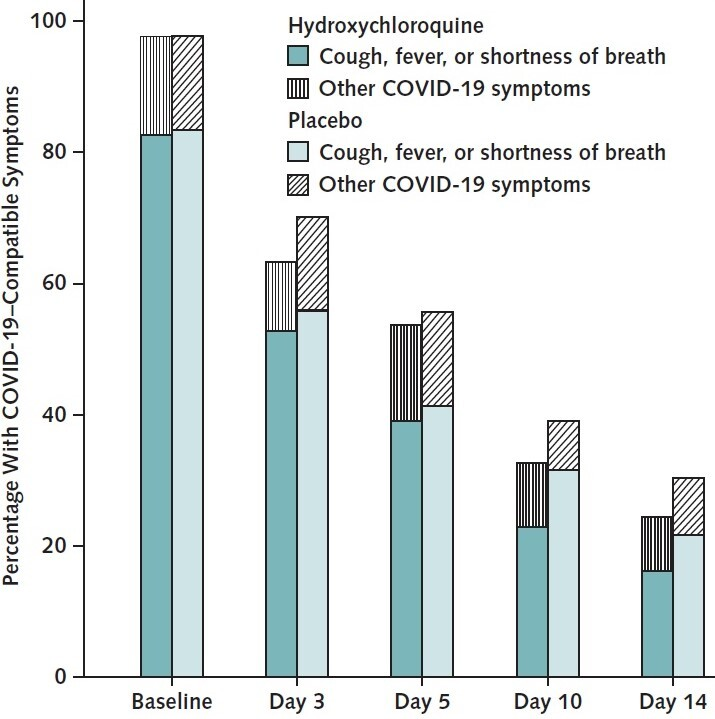 Hydroxychloroquine
Cough, fever, or shortness of breath
Other COVID-19 symptoms
Placebo
Cough, fever, or shortness of breath
Other COVID-19 symptoms
Percentage With COVID-19–Compatible Symptoms
100
80
60
40
20
0
Baseline
Day 3
Day 5
Day 10
Day 14